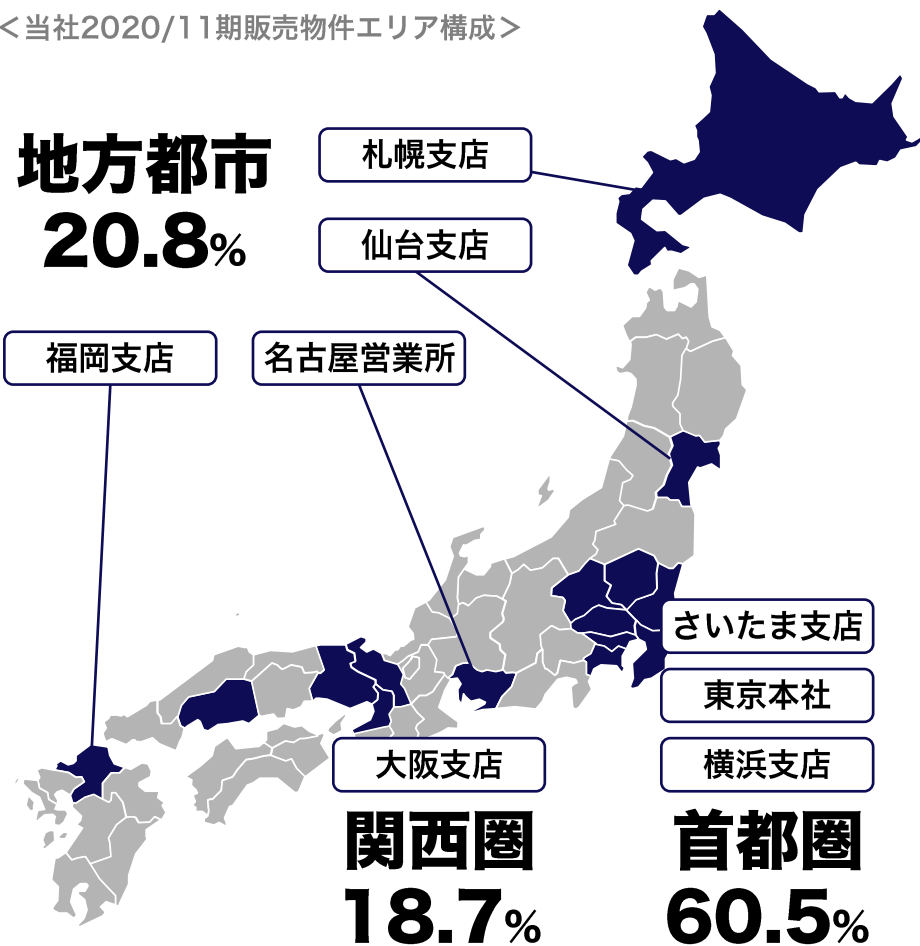 ＜当社2020/11期販売物件エリア構成＞
地方都市
20.8%
札幌支店
仙台支店
福岡支店
名古屋営業所
さいたま支店
東京本社
大阪支店
横浜支店
関西圏
18.7%
首都圏
60.5%